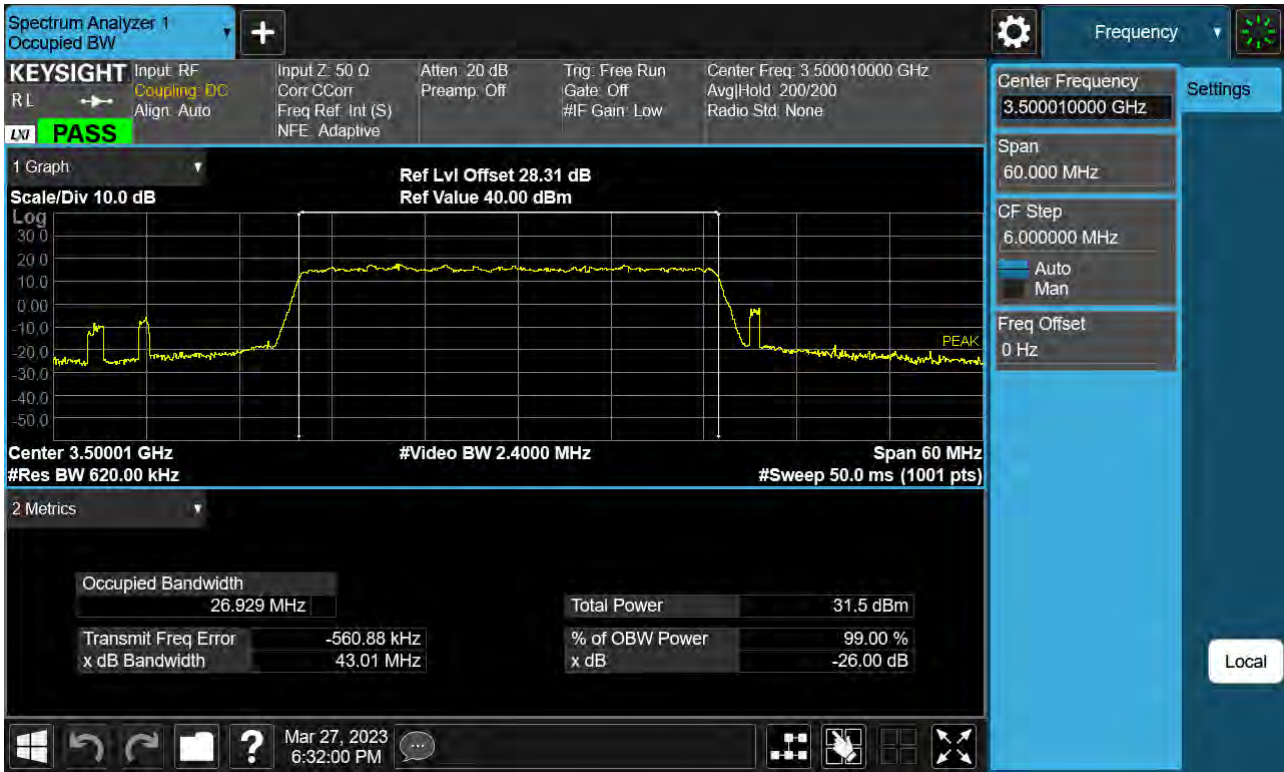 Spectrum Analyzer 1
Occupied BW
+
Frequency
KEYSIGHT
RL
LXI PASS
Input: RF
Coupling: DC
Align: Auto
Input Z: 50 Ω
Corr CCorr
Freq Ref: Int (S)
NFE: Adaptive
Atten: 20 dB
Preamp: Off
Trig: Free Run
Gate: Off
#IF Gain: Low
Center Freq: 3.500010000 GHz
Avg|Hold: 200/200
Radio Std: None
Center Frequency
3.500010000 GHz
Settings
Span
60.000 MHz
CF Step
6.000000 MHz
Auto
Man
Freq Offset
0 Hz
Local
1 Graph
Scale/Div 10.0 dB
Ref Lvl Offset 28.31 dB
Ref Value 40.00 dBm
Log
30.0
20.0
10.0
0.00
-10.0
-20.0
-30.0
-40.0
-50.0
PEAK
Center 3.50001 GHz
#Video BW 2.4000 MHz
Span 60 MHz
#Res BW 620.00 kHz
#Sweep 50.0 ms (1001 pts)
2 Metrics
Occupied Bandwidth
26.929 MHz
Total Power 31.5 dBm
Transmit Freq Error -560.88 kHz
% of OBW Power 99.00 %
x dB Bandwidth 43.01 MHz
x dB -26.00 dB
?
Mar 27, 2023
6:32:00 PM